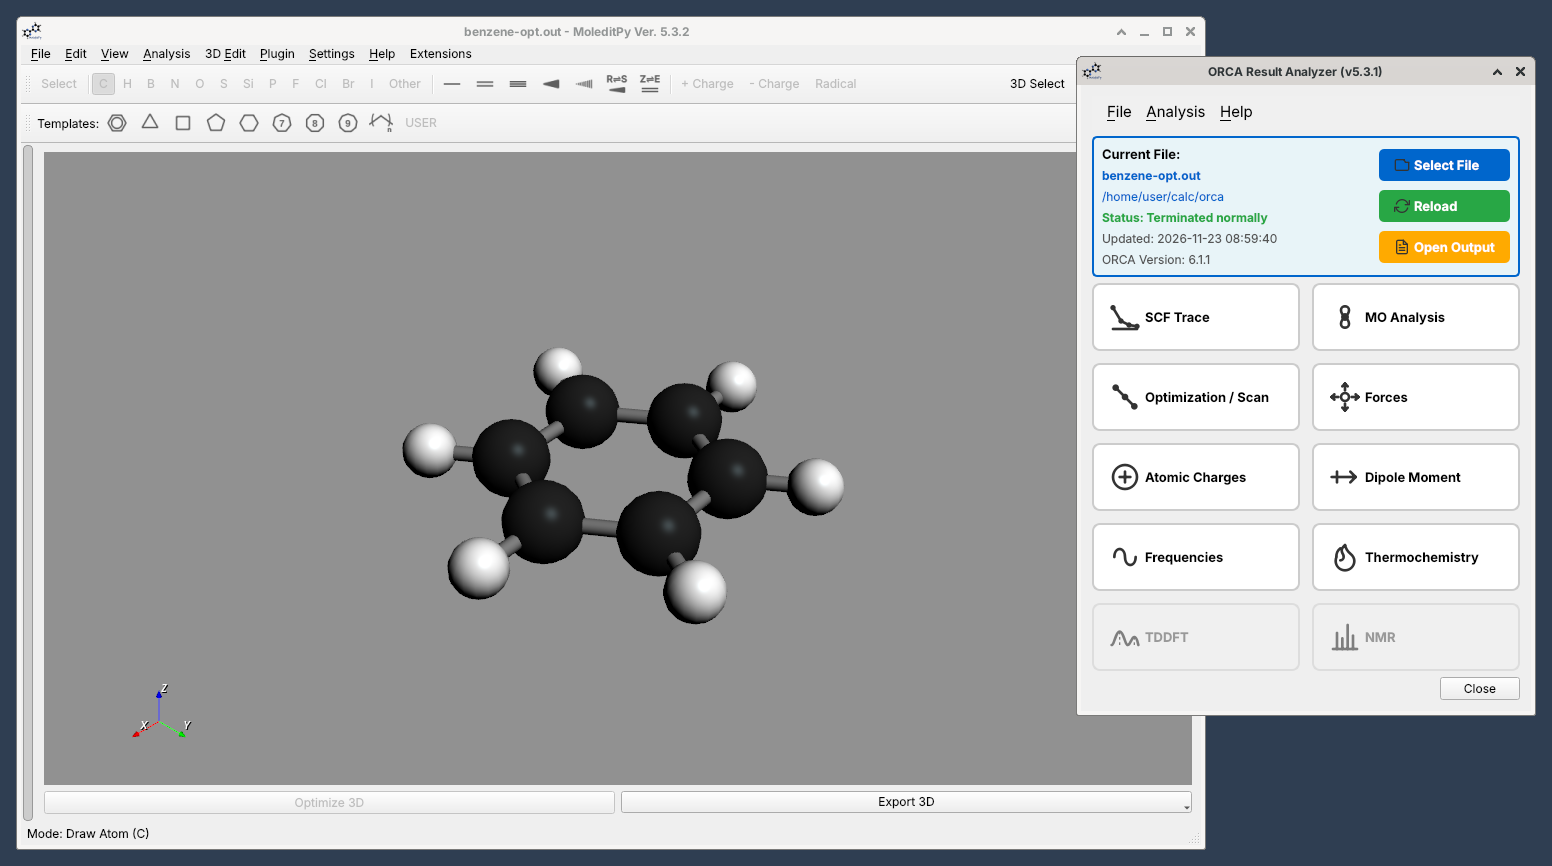 benzene-opt.out - MoleditPy Ver. 5.3.2
File Edit View Analysis 3D Edit Plugin Settings Help Extensions
Select C H B N O S Si P F Cl Br I Other R⇌S Z⇌E + Charge - Charge Radical 3D Select
Templates: 7 8 9 n USER
Z
X Y
Optimize 3D Export 3D
Mode: Draw Atom (C)
ORCA Result Analyzer (v5.3.1)
File Analysis Help
Current File:
benzene-opt.out
/home/user/calc/orca
Status: Terminated normally
Updated: 2026-11-23 08:59:40
ORCA Version: 6.1.1
Select File
Reload
Open Output
SCF Trace MO Analysis
Optimization / Scan Forces
Atomic Charges Dipole Moment
Frequencies Thermochemistry
TDDFT NMR
Close